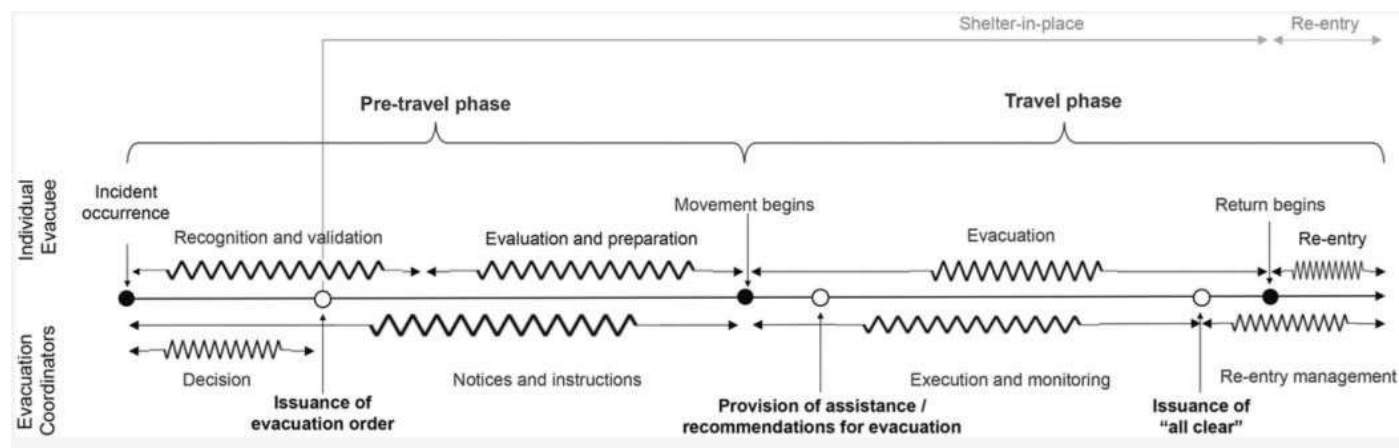 Shelter-in-place
Re-entry
Pre-travel phase
Travel phase
Individual
Evacuee
Incident
occurrence
Movement begins
Return begins
Recognition and validation
Evaluation and preparation
Evacuation
Re-entry
Evacuation
Coordinators
Decision
Notices and instructions
Execution and monitoring
Re-entry management
Issuance of
evacuation order
Provision of assistance /
recommendations for evacuation
Issuance of
“all clear”